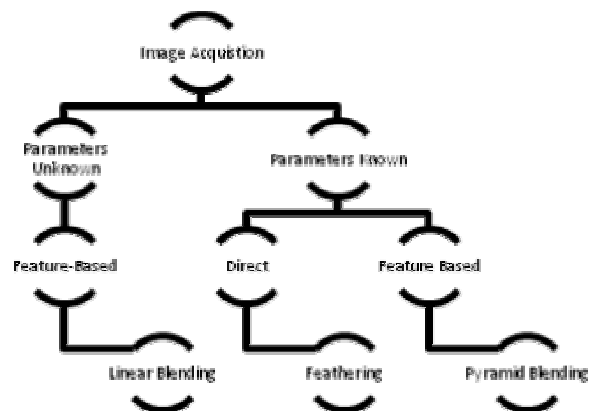 Image Acquistion
Parameters
Unknown
Parameters Known
Feature-Based
Direct
Feature Based
Linear Blending
Feathering
Pyramid Blending